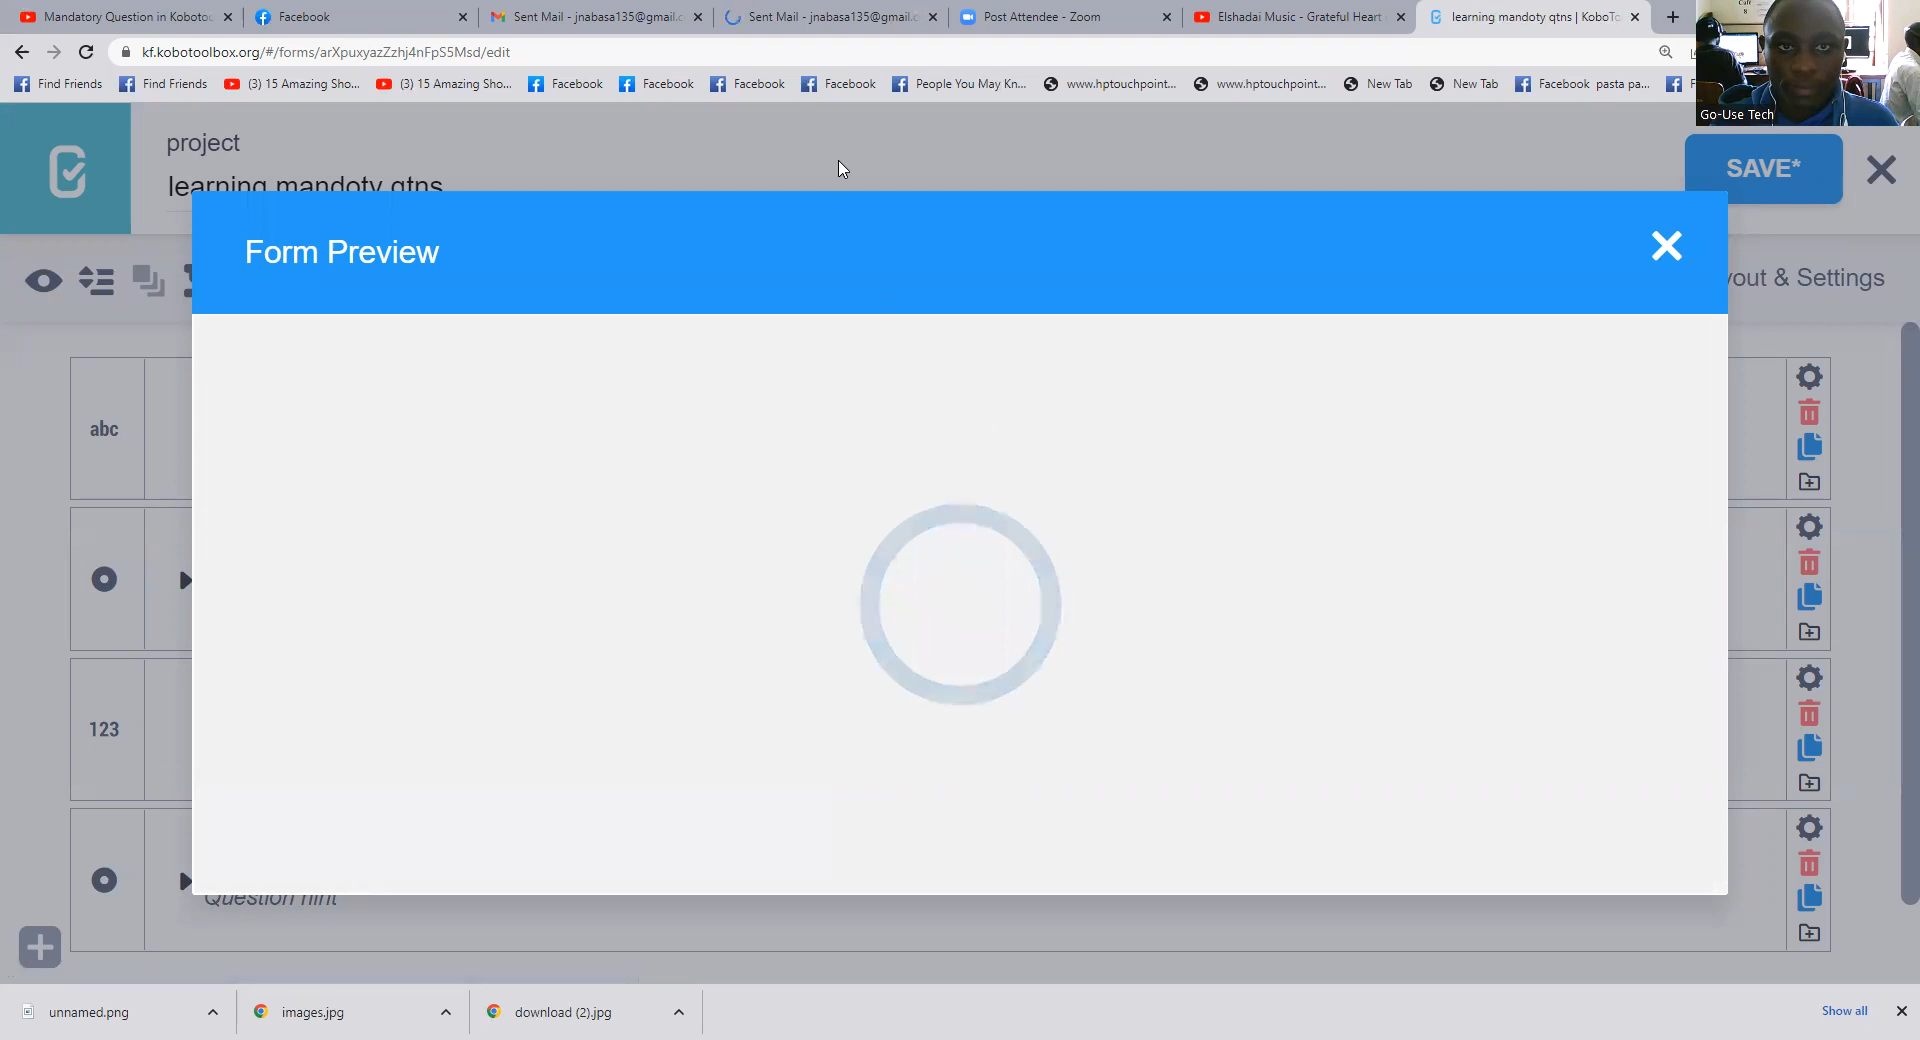 Mandatory Question in Kobotoo
Facebook
Sent Mail - jnabasa135@gmail.c
Sent Mail - jnabasa135@gmail.c
Post Attendee - Zoom
Elshadai Music - Grateful Heart
learning mandoty qtns | KoboTo
kf.kobotoolbox.org/#/forms/arXpuxyazZzhj4nFpS5Msd/edit
Find Friends
Find Friends
(3) 15 Amazing Sho...
(3) 15 Amazing Sho...
Facebook
Facebook
Facebook
Facebook
People You May Kn...
www.hptouchpoint...
www.hptouchpoint...
New Tab
New Tab
Facebook pasta pa...
Go-Use Tech
project
learning mandoty qtns
SAVE*
Form Preview
yout & Settings
abc
123
Question hint
unnamed.png
images.jpg
download (2).jpg
Show all